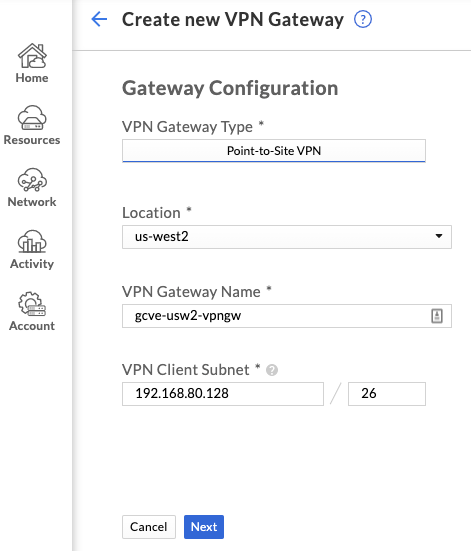 Create new VPN Gateway ?
Home
Resources
Network
Activity
Account
Gateway Configuration
VPN Gateway Type *
Point-to-Site VPN
Location *
us-west2
VPN Gateway Name *
gcve-usw2-vpngw
VPN Client Subnet * ?
192.168.80.128 / 26
Cancel Next